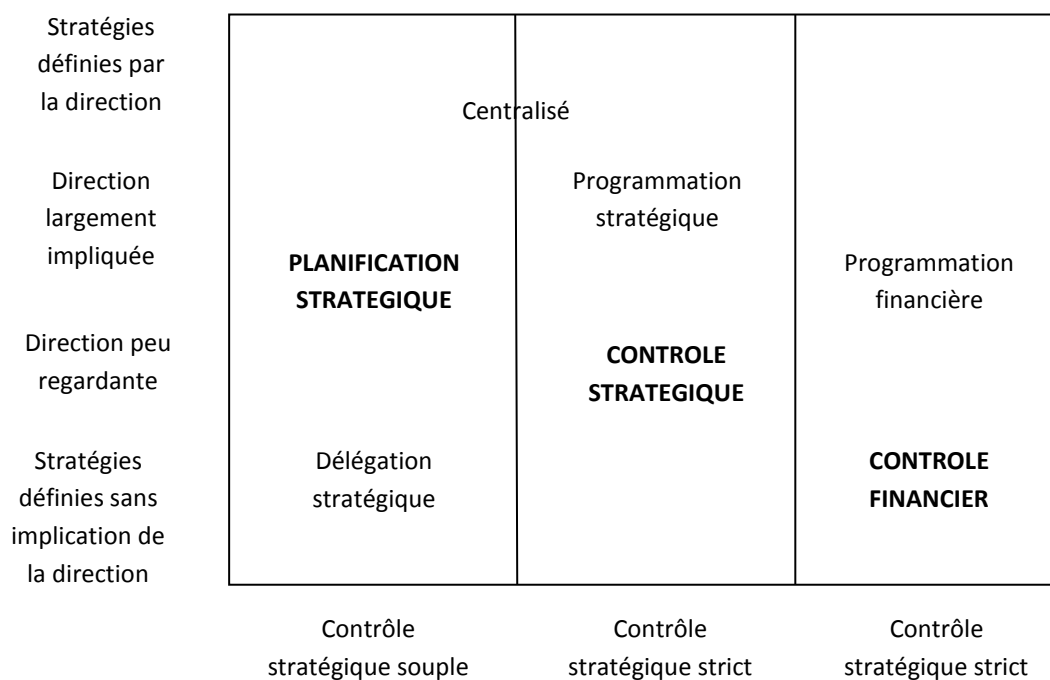 Stratégies
définies par
la direction
Centralisé
Direction
largement
impliquée
Programmation
stratégique
PLANIFICATION
STRATEGIQUE
Programmation
financière
Direction peu
regardante
CONTROLE
STRATEGIQUE
Stratégies
définies sans
implication de
la direction
Délégation
stratégique
CONTROLE
FINANCIER
Contrôle
stratégique souple
Contrôle
stratégique strict
Contrôle
stratégique strict